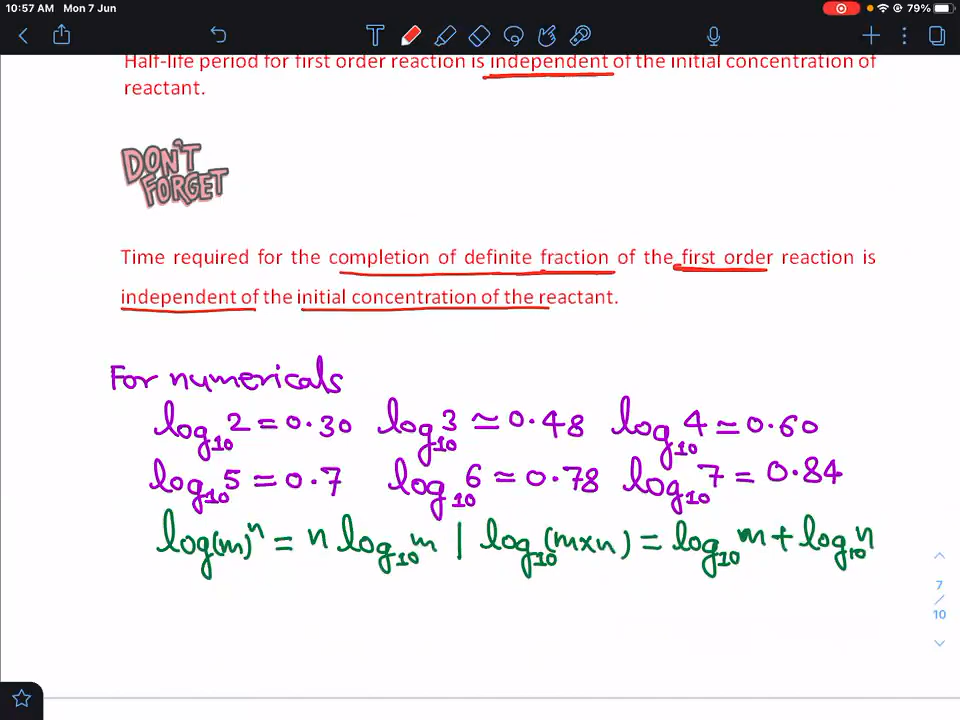 10:57 AM Mon 7 Jun 79%
T
Half-life period for first order reaction is independent of the initial concentration of
reactant.
DON'T
FORGET
Time required for the completion of definite fraction of the first order reaction is
independent of the initial concentration of the reactant.
For numericals
log₁₀2 = 0.30 log₁₀3 ≃ 0.48 log₁₀4 ≃ 0.60
log₁₀5 = 0.7 log₁₀6 = 0.78 log₁₀7 = 0.84
log(m)ⁿ = n log₁₀m | log₁₀(m×n) = log₁₀m + log₁₀n
7
/
10